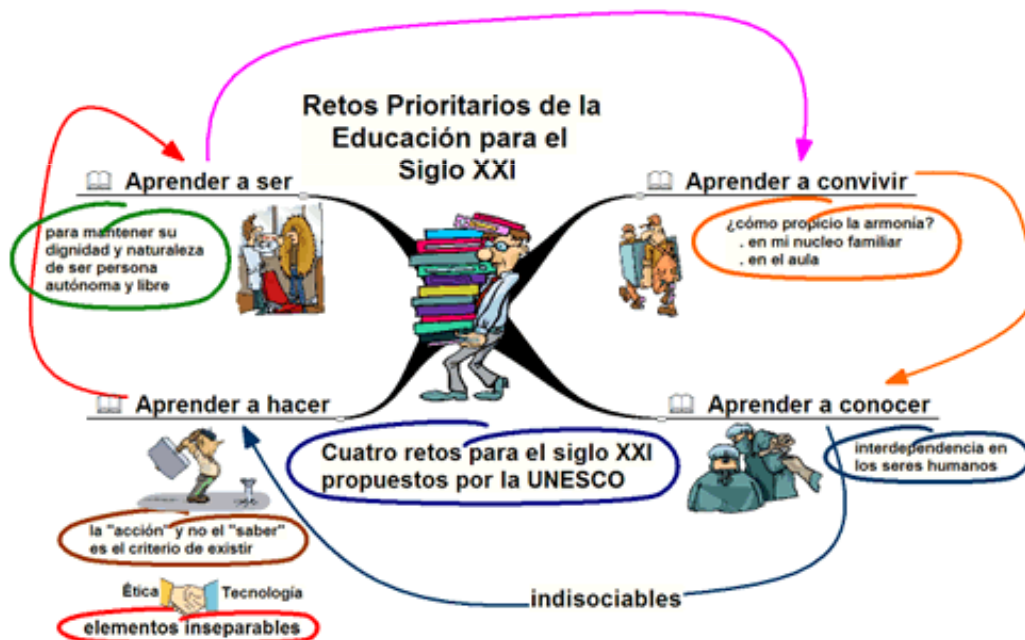 Retos Prioritarios de la
Educación para el
Siglo XXI
Aprender a ser
para mantener su
dignidad y naturaleza
de ser persona
autónoma y libre
Aprender a convivir
¿cómo propicio la armonía?
. en mi nucleo familiar
. en el aula
Aprender a hacer
la "acción" y no el "saber"
es el criterio de existir
Ética
Tecnología
elementos inseparables
Cuatro retos para el siglo XXI
propuestos por la UNESCO
Aprender a conocer
interdependencia en
los seres humanos
indisociables